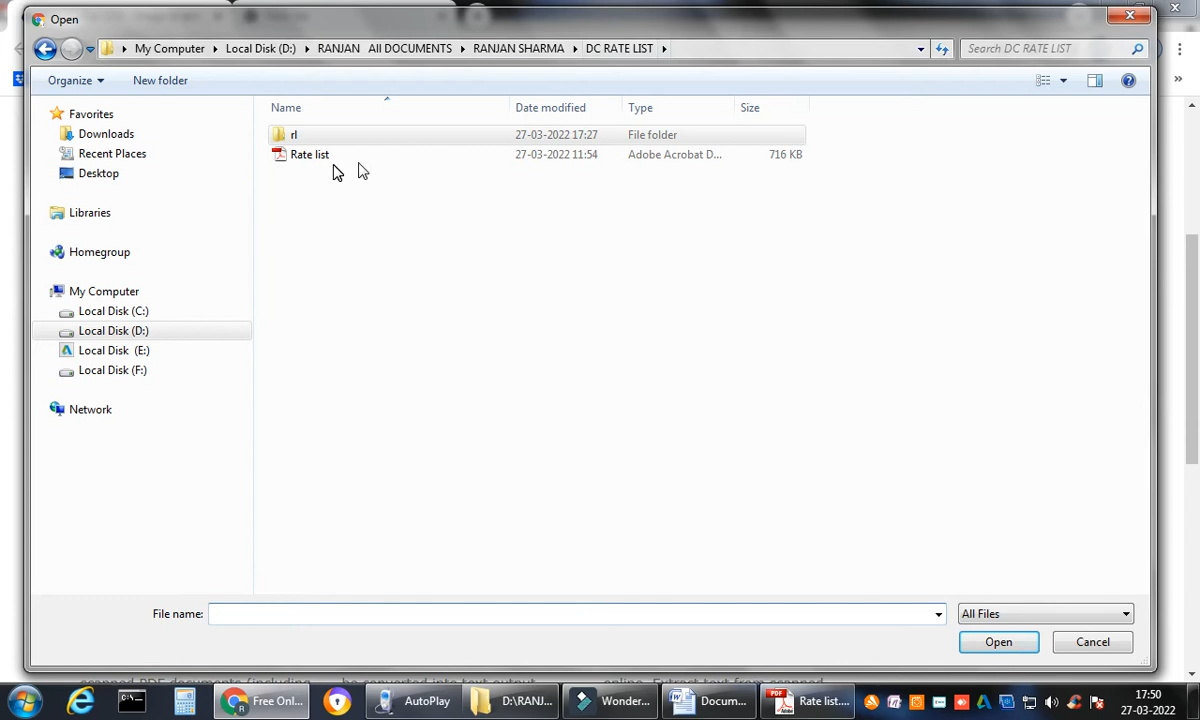 Open
My Computer
Local Disk (D:)
RANJAN All DOCUMENTS
RANJAN SHARMA
DC RATE LIST
Search DC RATE LIST
Organize
New folder
Name
Date modified
Type
Size
Favorites
Downloads
Recent Places
Desktop
Libraries
Homegroup
My Computer
Local Disk (C:)
Local Disk (D:)
Local Disk (E:)
Local Disk (F:)
Network
rl
27-03-2022 17:27
File folder
Rate list
27-03-2022 11:54
Adobe Acrobat D...
716 KB
File name:
All Files
Open
Cancel
Free Onl...
AutoPlay
D:\RANJ...
Wonder...
Docum...
PDF
Rate list....
17:50
27-03-2022